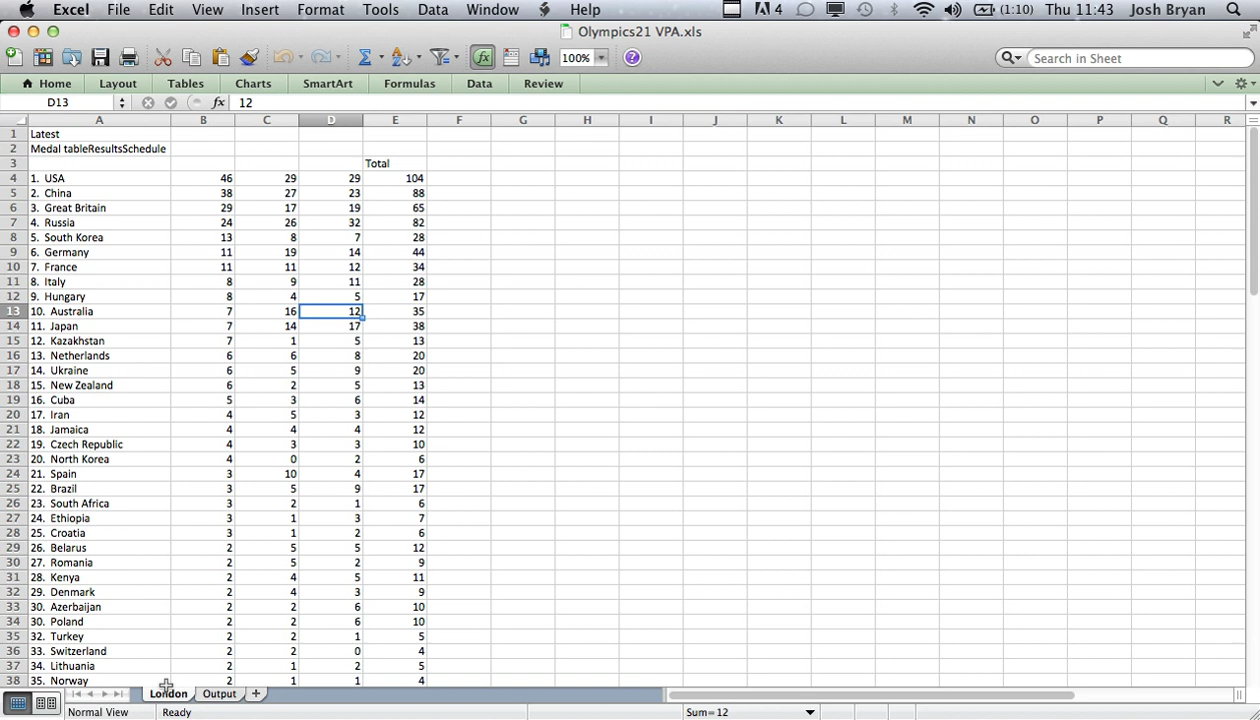 Excel File Edit View Insert Format Tools Data Window Help 4 (1:10) Thu 11:43 Josh Bryan
Olympics21 VPA.xls
fx 100% ? Search in Sheet
Home Layout Tables Charts SmartArt Formulas Data Review
D13 fx 12
A B C D E F G H I J K L M N O P Q R
1 Latest
2 Medal tableResultsSchedule
3 Total
4 1. USA 46 29 29 104
5 2. China 38 27 23 88
6 3. Great Britain 29 17 19 65
7 4. Russia 24 26 32 82
8 5. South Korea 13 8 7 28
9 6. Germany 11 19 14 44
10 7. France 11 11 12 34
11 8. Italy 8 9 11 28
12 9. Hungary 8 4 5 17
13 10. Australia 7 16 12 35
14 11. Japan 7 14 17 38
15 12. Kazakhstan 7 1 5 13
16 13. Netherlands 6 6 8 20
17 14. Ukraine 6 5 9 20
18 15. New Zealand 6 2 5 13
19 16. Cuba 5 3 6 14
20 17. Iran 4 5 3 12
21 18. Jamaica 4 4 4 12
22 19. Czech Republic 4 3 3 10
23 20. North Korea 4 0 2 6
24 21. Spain 3 10 4 17
25 22. Brazil 3 5 9 17
26 23. South Africa 3 2 1 6
27 24. Ethiopia 3 1 3 7
28 25. Croatia 3 1 2 6
29 26. Belarus 2 5 5 12
30 27. Romania 2 5 2 9
31 28. Kenya 2 4 5 11
32 29. Denmark 2 4 3 9
33 30. Azerbaijan 2 2 6 10
34 30. Poland 2 2 6 10
35 32. Turkey 2 2 1 5
36 33. Switzerland 2 2 0 4
37 34. Lithuania 2 1 2 5
38 35. Norway 2 1 1 4
London Output
Normal View Ready Sum=12